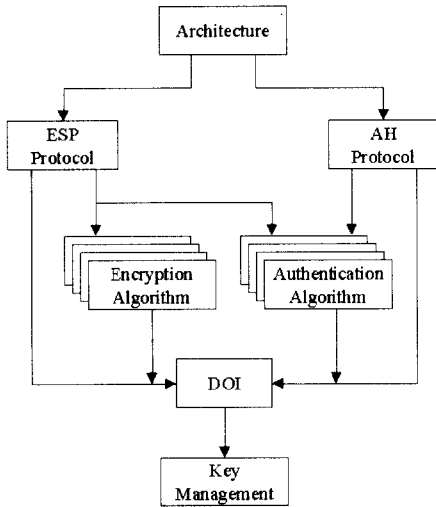 Architecture
ESP
Protocol
AH
Protocol
Encryption
Algorithm
Authentication
Algorithm
DOI
Key
Management